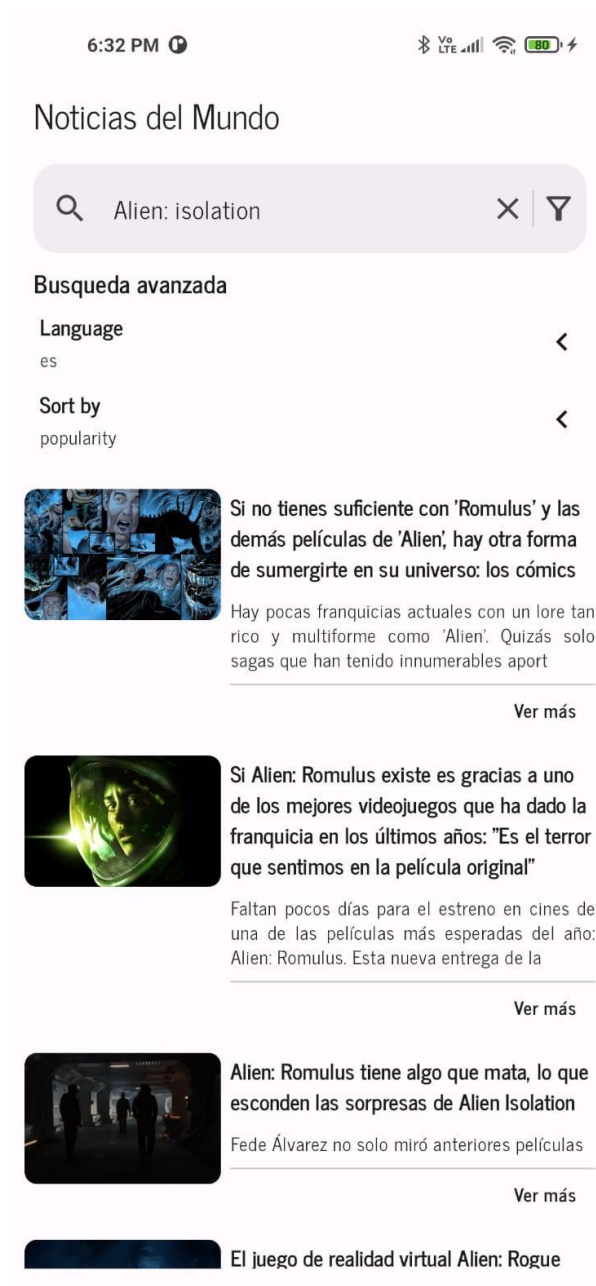 6:32 PM
Vo
LTE
80
Noticias del Mundo
Alien: isolation
Busqueda avanzada
Language
es
Sort by
popularity
Si no tienes suficiente con 'Romulus' y las
demás películas de 'Alien', hay otra forma
de sumergirte en su universo: los cómics
Hay pocas franquicias actuales con un lore tan
rico y multiforme como 'Alien'. Quizás solo
sagas que han tenido innumerables aport
Ver más
Si Alien: Romulus existe es gracias a uno
de los mejores videojuegos que ha dado la
franquicia en los últimos años: "Es el terror
que sentimos en la película original"
Faltan pocos días para el estreno en cines de
una de las películas más esperadas del año:
Alien: Romulus. Esta nueva entrega de la
Ver más
Alien: Romulus tiene algo que mata, lo que
esconden las sorpresas de Alien Isolation
Fede Álvarez no solo miró anteriores películas
Ver más
El juego de realidad virtual Alien: Rogue